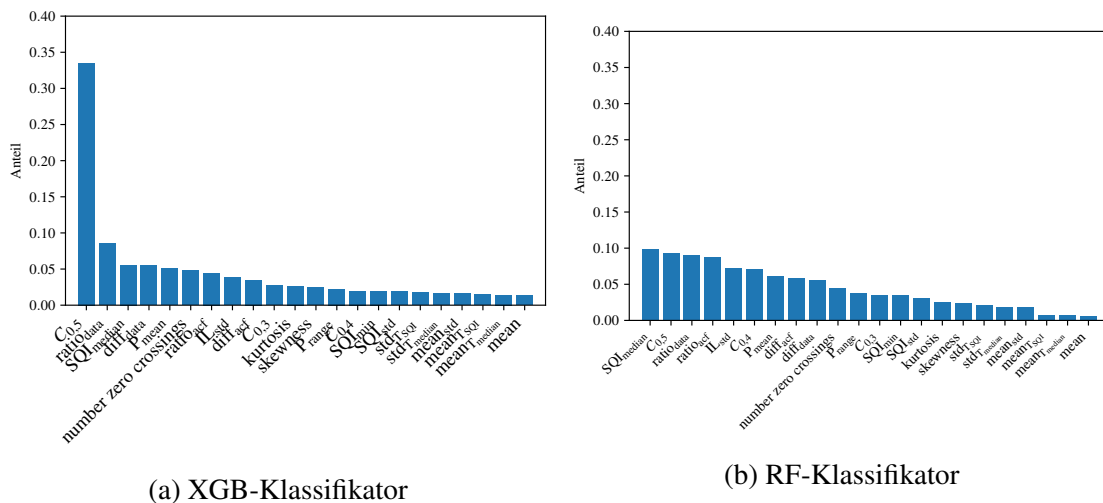 0.40
0.35
0.30
0.25
0.20
0.15
0.10
0.05
0.00
Anteil
C0,5
ratiodata
SQImedian
diffdata
Pmean
number zero crossings
ratioacf
ILstd
diffacf
C0,3
kurtosis
skewness
Prange
C0,4
SQImin
SQIstd
stdTSQI
stdTmedian
meanstd
meanTSQI
meanTmedian
mean
(a) XGB-Klassifikator
0.40
0.35
0.30
0.25
0.20
0.15
0.10
0.05
0.00
Anteil
SQImedian
C0,5
ratiodata
ratioacf
ILstd
C0,4
Pmean
diffacf
diffdata
number zero crossings
Prange
C0,3
SQImin
SQIstd
kurtosis
skewness
stdTSQI
stdTmedian
meanstd
meanTSQI
meanTmedian
mean
(b) RF-Klassifikator